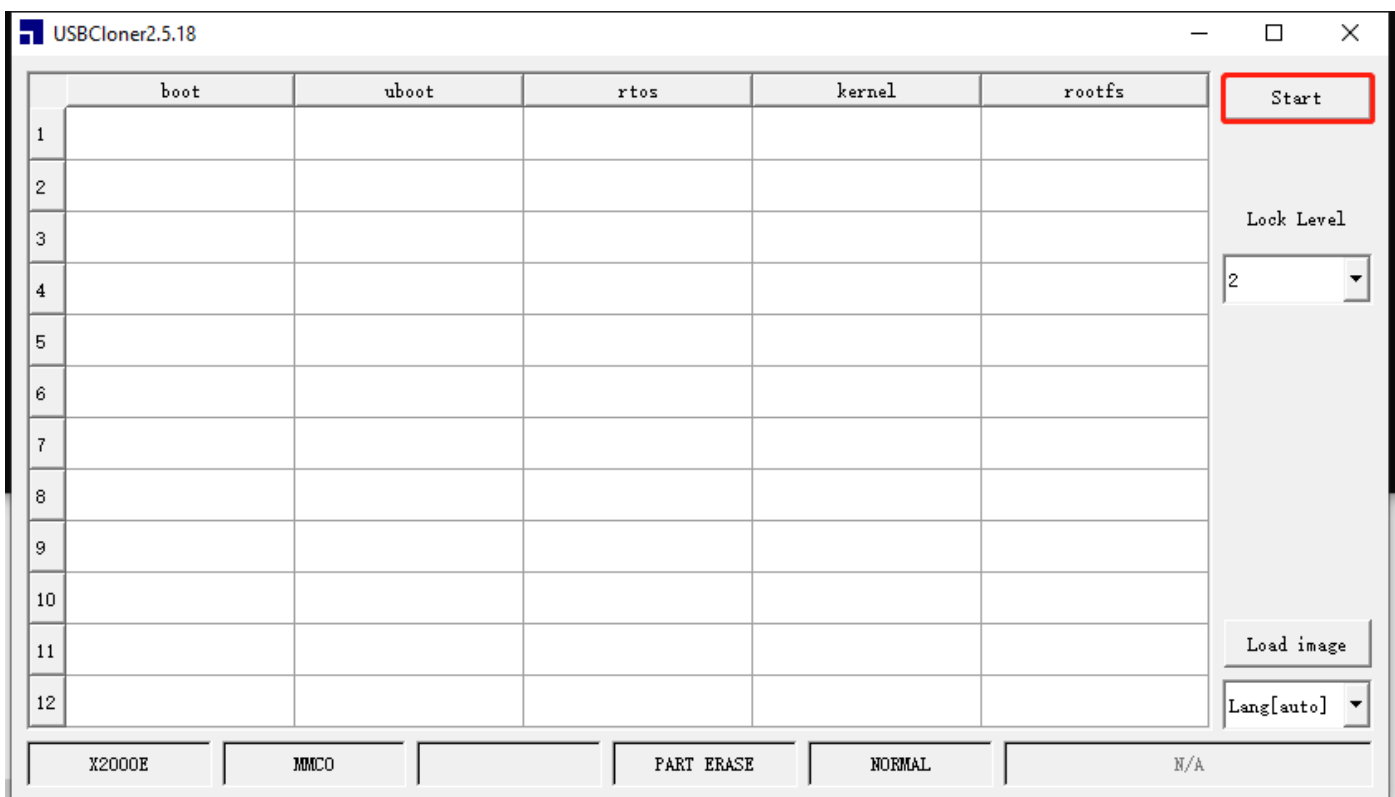 USBCloner2.5.18
boot uboot rtos kernel rootfs
Start
1
2
3
Lock Level
4
2
5
6
7
8
9
10
11
Load image
12
Lang[auto]
X2000E MMC0 PART ERASE NORMAL N/A